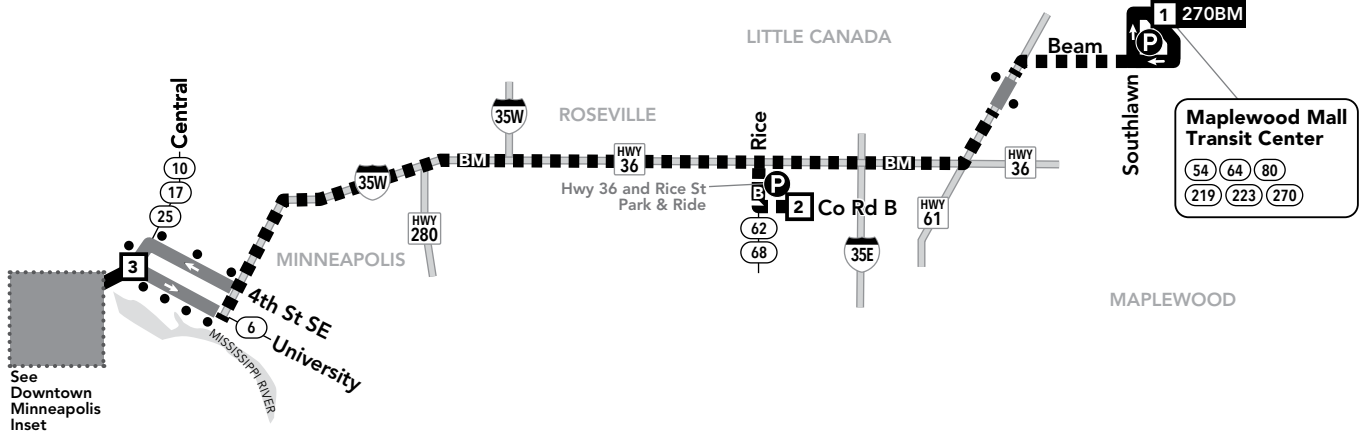 1 270BM
LITTLE CANADA
Beam
P
Southlawn
Maplewood Mall
Transit Center
54 64 80
219 223 270
Central
10
17
25
35W
ROSEVILLE
Rice
BM
HWY
36
BM
HWY
36
35W
Hwy 36 and Rice St
Park & Ride
P
B
2 Co Rd B
62
68
HWY
280
HWY
61
35E
MINNEAPOLIS
MAPLEWOOD
3
4th St SE
6
University
MISSISSIPPI RIVER
See
Downtown
Minneapolis
Inset